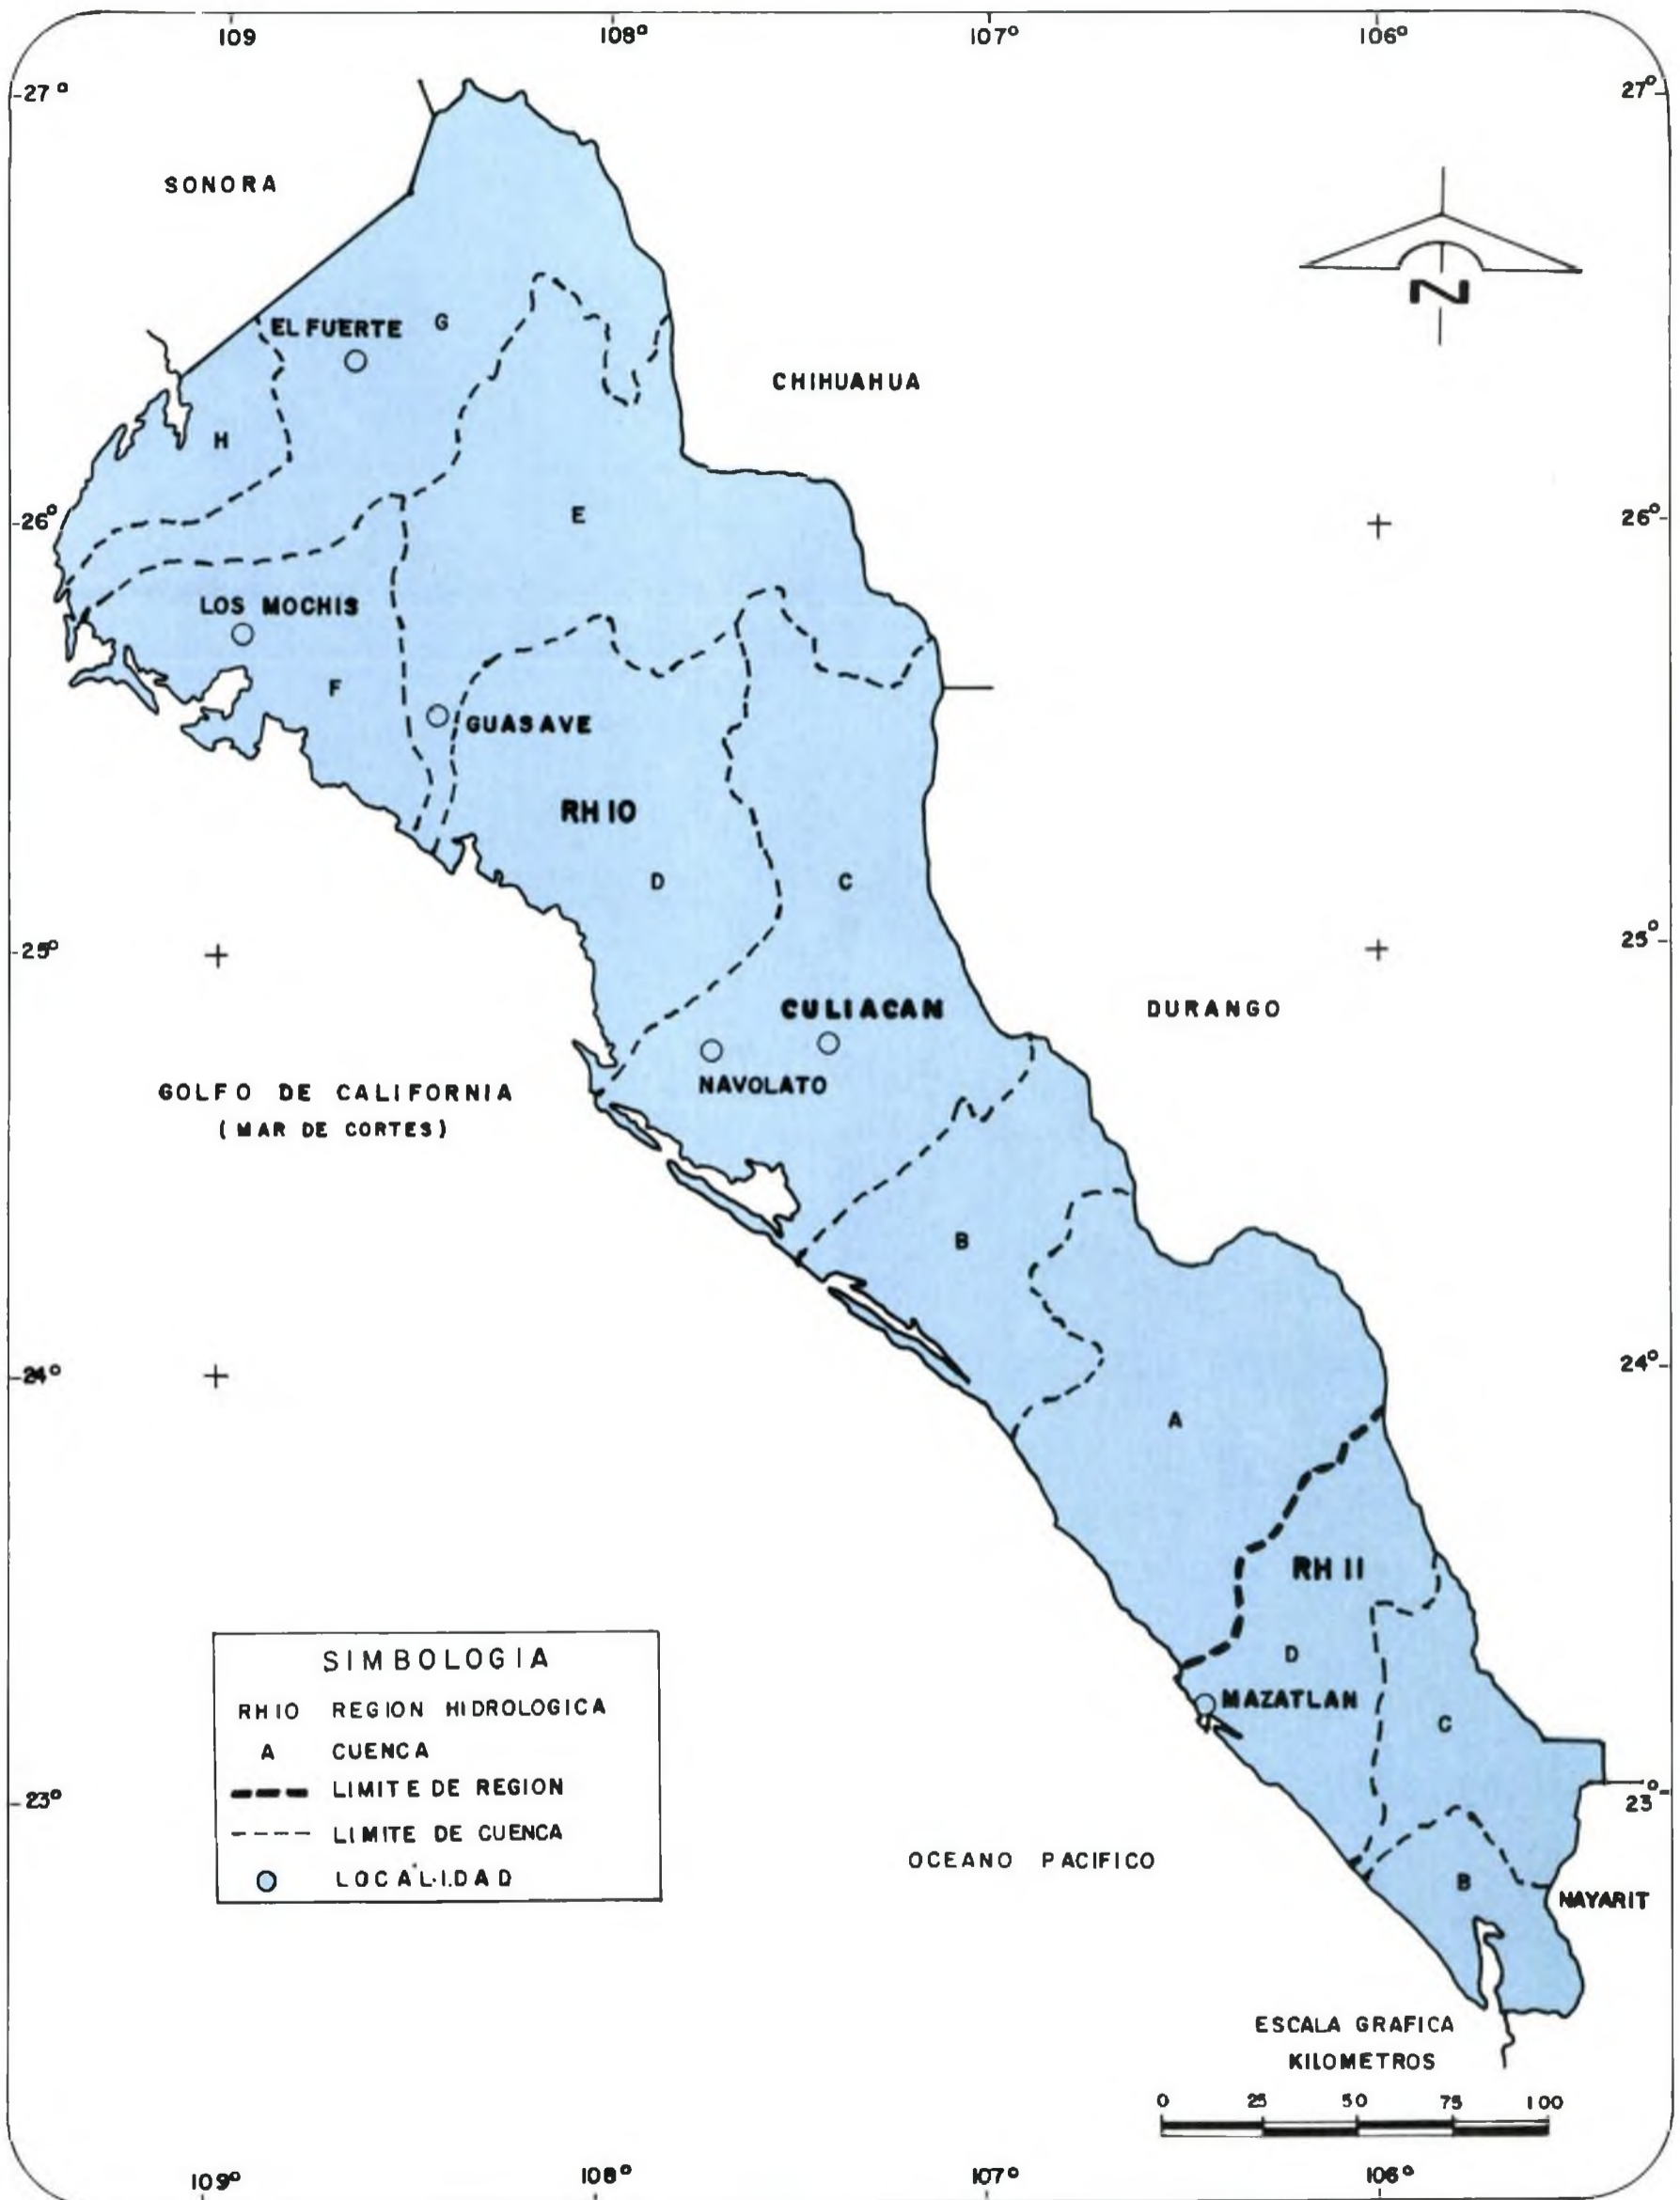 109 108° 107° 106°
27° 27°
SONORA
N
EL FUERTE G
CHIHUAHUA
H
26° E 26°
LOS MOCHIS
F
GUASAVE
RH10
D C
25° 25°
CULIACAN
DURANGO
NAVOLATO
GOLFO DE CALIFORNIA
(MAR DE CORTES)
B
24° 24°
A
RH11
D
MAZATLAN
C
SIMBOLOGIA
RH10 REGION HIDROLOGICA
A CUENCA
LIMITE DE REGION
LIMITE DE CUENCA
LOCALIDAD
23° 23°
OCEANO PACIFICO
B
NAYARIT
ESCALA GRAFICA
KILOMETROS
0 25 50 75 100
109° 108° 107° 106°